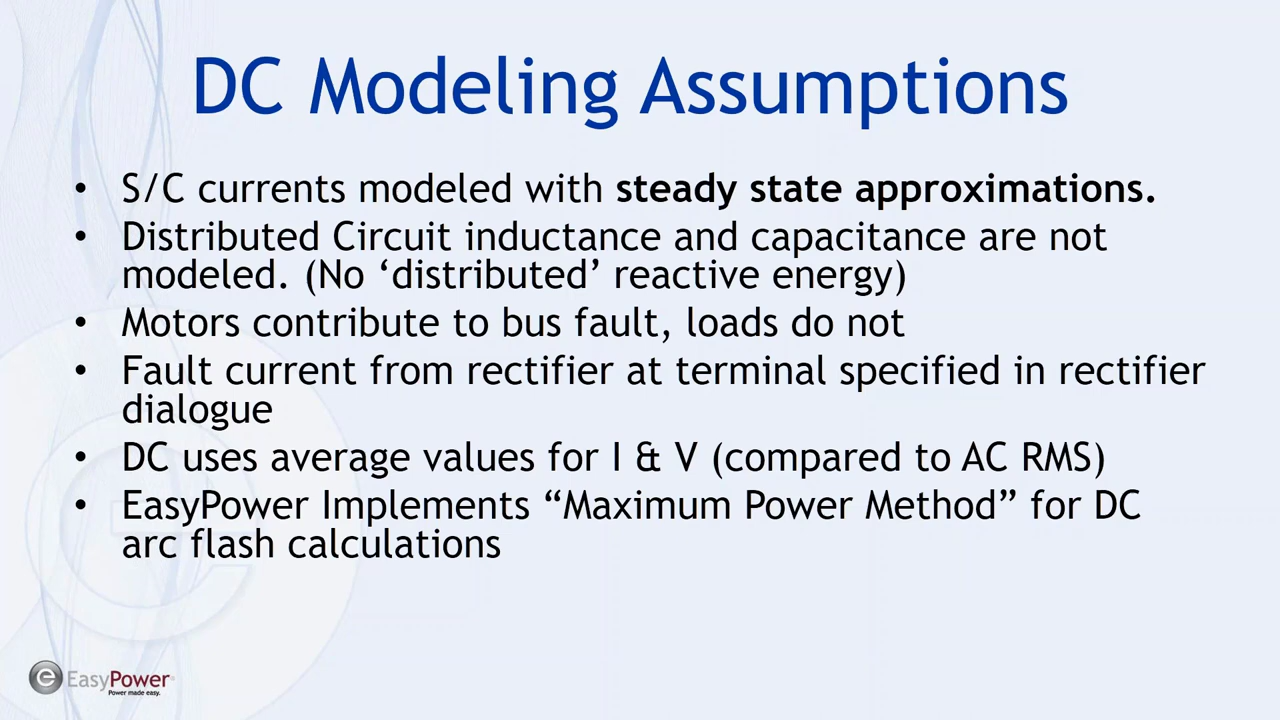 DC Modeling Assumptions
• S/C currents modeled with steady state approximations.
• Distributed Circuit inductance and capacitance are not
modeled. (No ‘distributed’ reactive energy)
• Motors contribute to bus fault, loads do not
• Fault current from rectifier at terminal specified in rectifier
dialogue
• DC uses average values for I & V (compared to AC RMS)
• EasyPower Implements “Maximum Power Method” for DC
arc flash calculations
e EasyPower
Power made easy.